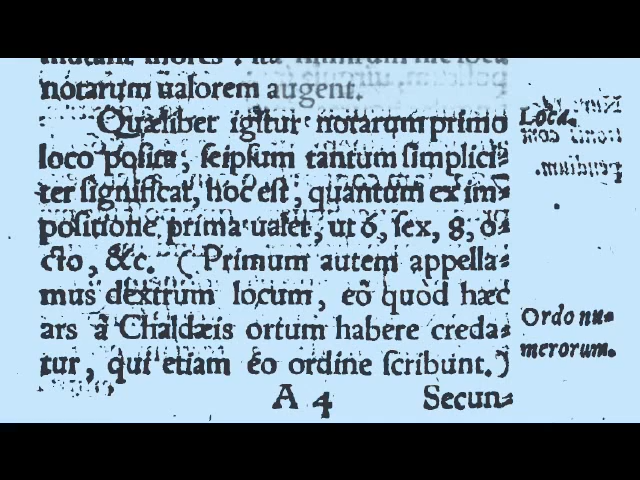 notarum ualorem augent.
Quælibet igitur notarum primo
loco posita, seipsum tantum simplici-
ter significat, hoc est, quantum ex im-
positione prima ualet, ut 6, sex, 8, o-
cto, &c. (Primum autem appella-
mus dextrum locum, eò quòd hæc
ars à Chaldæis ortum habere creda-
tur, qui etiam eo ordine scribunt.)
A 4 Secun-
Loca.
Ordo nu-
merorum.